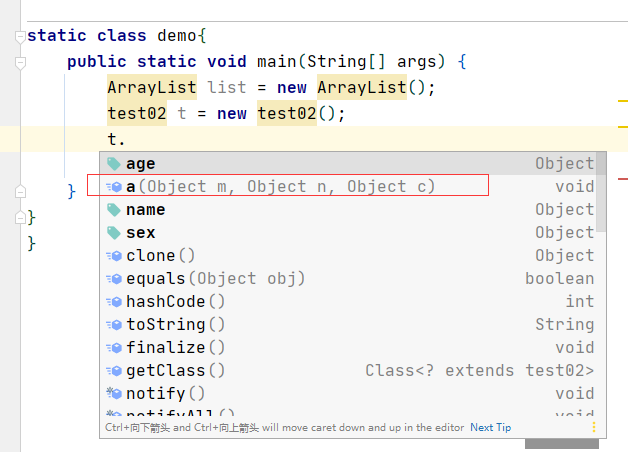 static class demo{
public static void main(String[] args) {
ArrayList list = new ArrayList();
test02 t = new test02();
t.
age Object
a(Object m, Object n, Object c) void
name Object
sex Object
clone() Object
equals(Object obj) boolean
hashCode() int
toString() String
finalize() void
getClass() Class<? extends test02>
notify() void
notifyAll() void
Ctrl+向下箭头 and Ctrl+向上箭头 will move caret down and up in the editor Next Tip
}
}
}